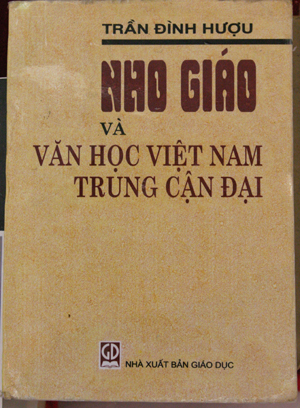 TRẦN ĐÌNH HƯỢU
NHO GIÁO
VÀ
VĂN HỌC VIỆT NAM
TRUNG CẬN ĐẠI
GD
NHÀ XUẤT BẢN GIÁO DỤC